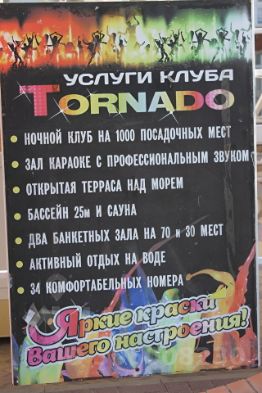 УСЛУГИ КЛУБА
TORNADO
НОЧНОЙ КЛУБ НА 1000 ПОСАДОЧНЫХ МЕСТ
ЗАЛ КАРАОКЕ С ПРОФЕССИОНАЛЬНЫМ ЗВУКОМ
ОТКРЫТАЯ ТЕРРАСА НАД МОРЕМ
БАССЕЙН 25м И САУНА
ДВА БАНКЕТНЫХ ЗАЛА НА 70 и 30 МЕСТ
АКТИВНЫЙ ОТДЫХ НА ВОДЕ
34 КОМФОРТАБЕЛЬНЫХ НОМЕРА
Яркие краски
Вашего настроения!